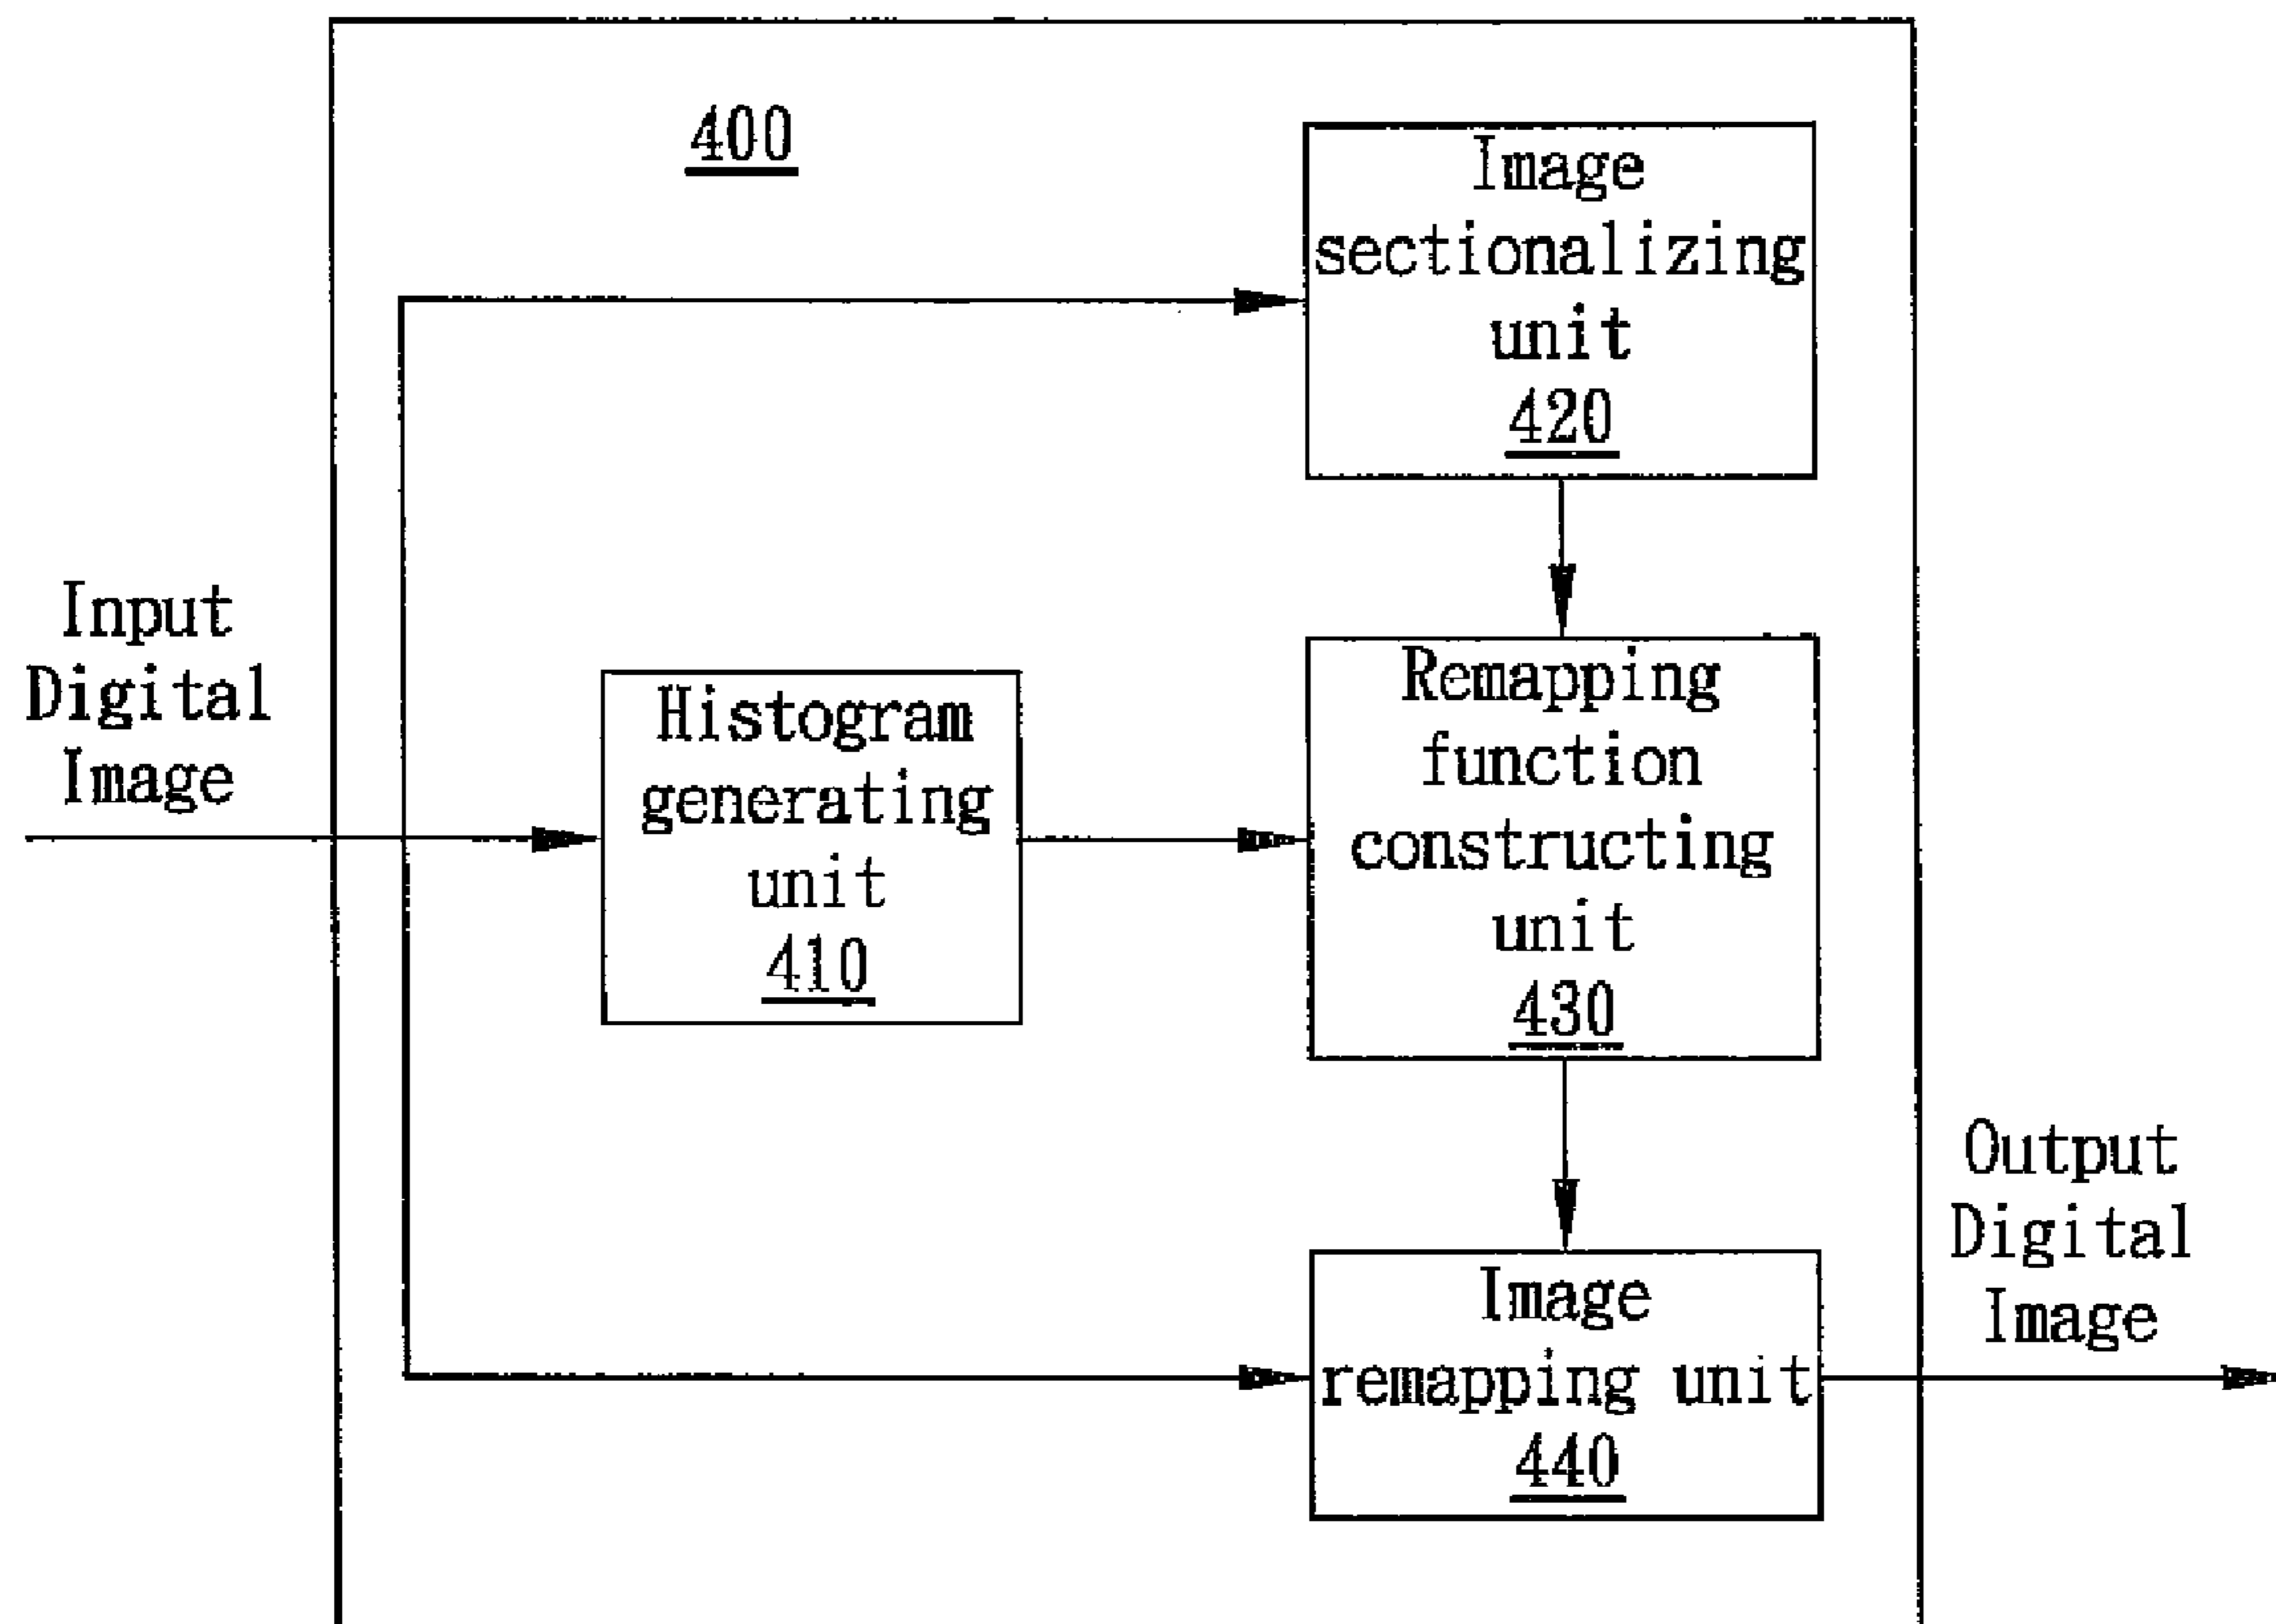 400
Image
sectionalizing
unit
420
Input
Digital
Image
Histogram
generating
unit
410
Remapping
function
constructing
unit
430
Image
remapping unit
440
Output
Digital
Image